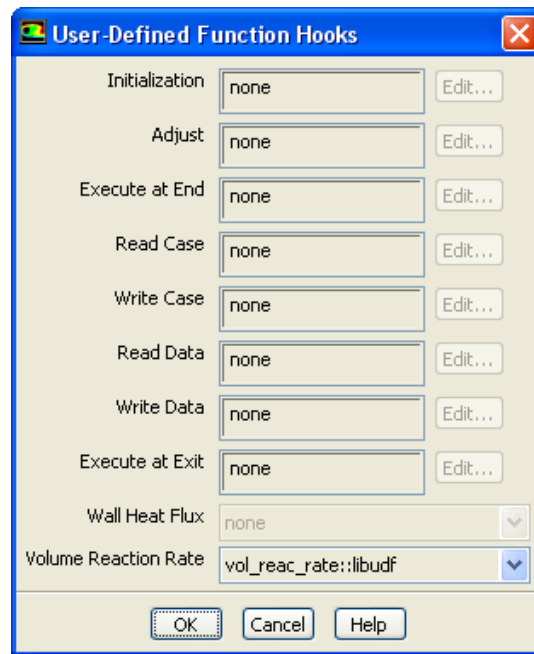 User-Defined Function Hooks
Initialization none Edit...
Adjust none Edit...
Execute at End none Edit...
Read Case none Edit...
Write Case none Edit...
Read Data none Edit...
Write Data none Edit...
Execute at Exit none Edit...
Wall Heat Flux none
Volume Reaction Rate vol_reac_rate::libudf
OK Cancel Help